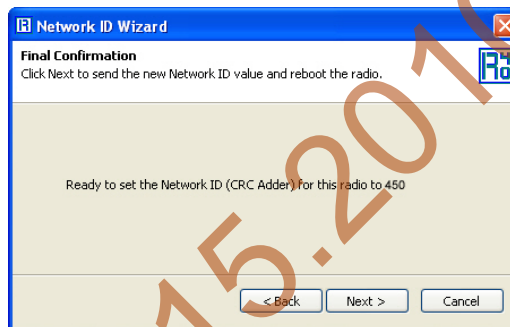 Network ID Wizard
Final Confirmation
Click Next to send the new Network ID value and reboot the radio.
Ready to set the Network ID (CRC Adder) for this radio to 450
< Back
Next >
Cancel